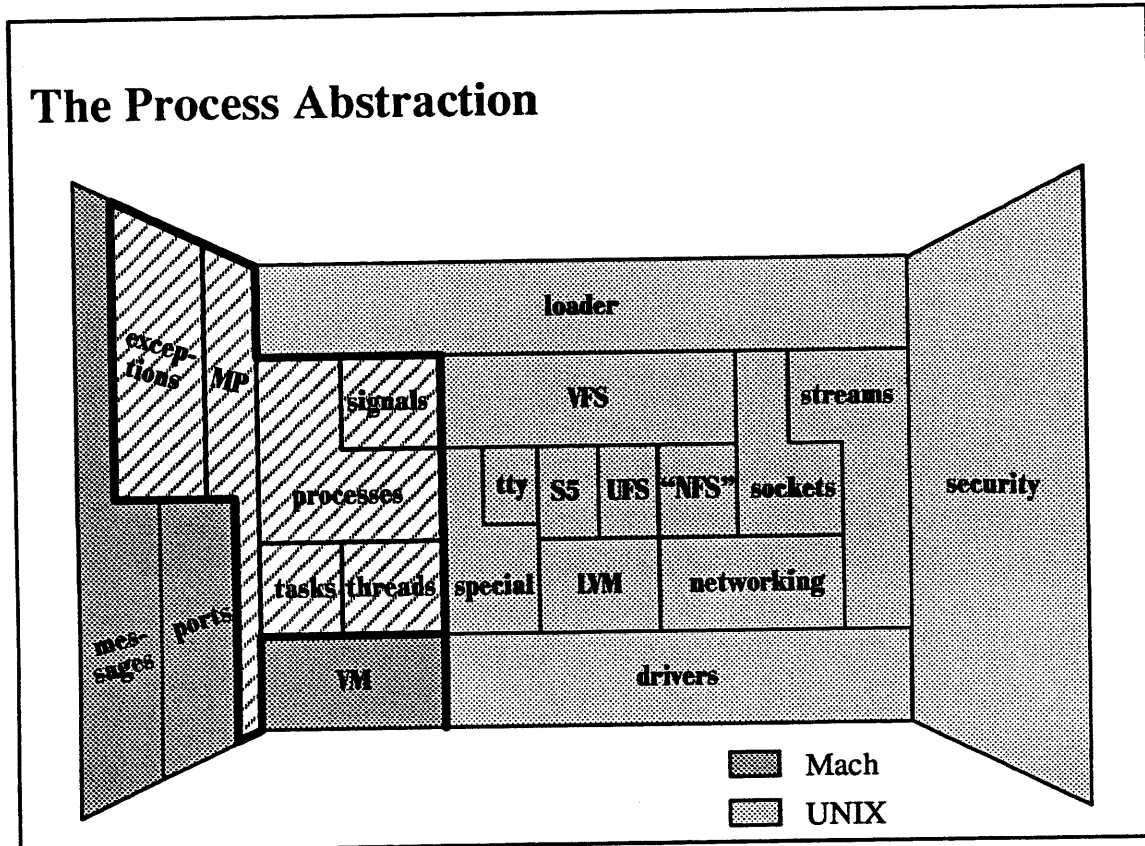 The Process Abstraction
loader
excep-
tions
MP
signals
VFS
streams
processes
tty
S5
UFS
“NFS”
sockets
security
tasks
threads
special
LVM
networking
mes-
sages
ports
VM
drivers
Mach
UNIX